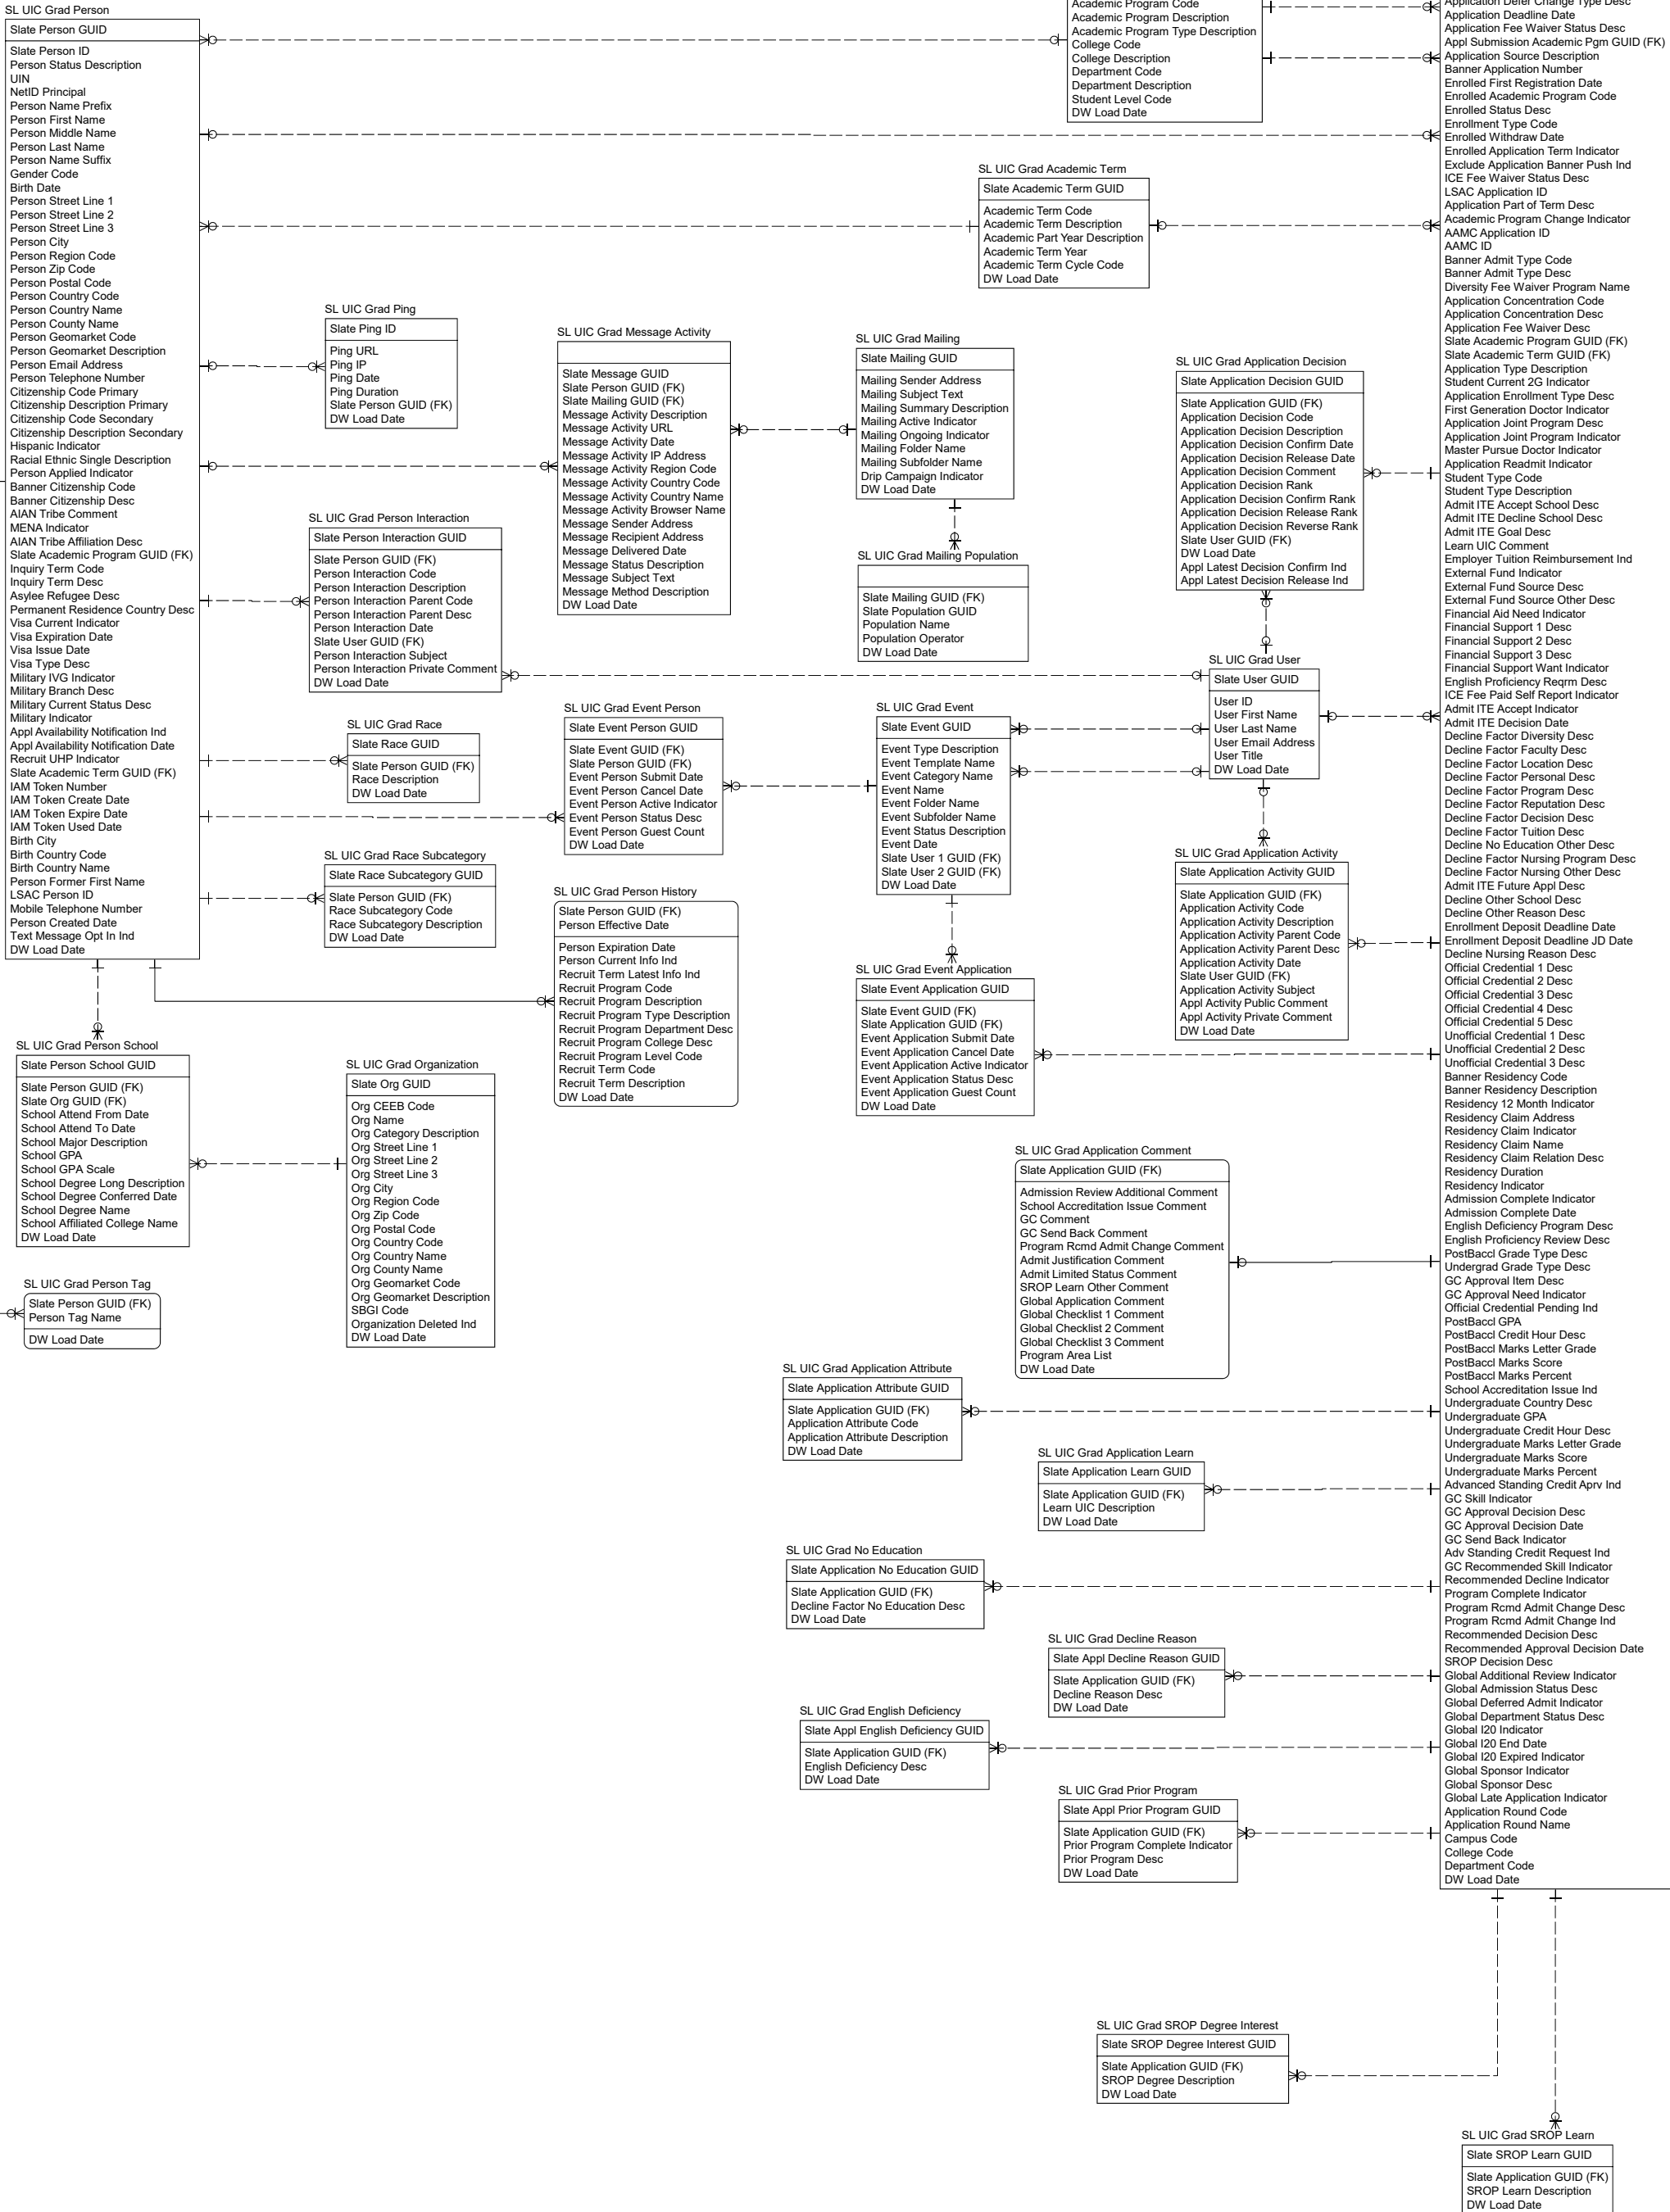 SL UIC Grad Person
Slate Person GUID
Slate Person ID
Person Status Description
UIN
NetID Principal
Person Name Prefix
Person First Name
Person Middle Name
Person Last Name
Person Name Suffix
Gender Code
Birth Date
Person Street Line 1
Person Street Line 2
Person Street Line 3
Person City
Person Region Code
Person Zip Code
Person Postal Code
Person Country Code
Person Country Name
Person County Name
Person Geomarket Code
Person Geomarket Description
Person Email Address
Person Telephone Number
Citizenship Code Primary
Citizenship Description Primary
Citizenship Code Secondary
Citizenship Description Secondary
Hispanic Indicator
Racial Ethnic Single Description
Person Applied Indicator
Banner Citizenship Code
Banner Citizenship Desc
AIAN Tribe Comment
MENA Indicator
AIAN Tribe Affiliation Desc
Slate Academic Program GUID (FK)
Inquiry Term Code
Inquiry Term Desc
Asylee Refugee Desc
Permanent Residence Country Desc
Visa Current Indicator
Visa Expiration Date
Visa Issue Date
Visa Type Desc
Military IVG Indicator
Military Branch Desc
Military Current Status Desc
Military Indicator
Appl Availability Notification Ind
Appl Availability Notification Date
Recruit UHP Indicator
Slate Academic Term GUID (FK)
IAM Token Number
IAM Token Create Date
IAM Token Expire Date
IAM Token Used Date
Birth City
Birth Country Code
Birth Country Name
Person Former First Name
LSAC Person ID
Mobile Telephone Number
Person Created Date
Text Message Opt In Ind
DW Load Date
SL UIC Grad Person School
Slate Person School GUID
Slate Person GUID (FK)
Slate Org GUID (FK)
School Attend From Date
School Attend To Date
School Major Description
School GPA
School GPA Scale
School Degree Long Description
School Degree Conferred Date
School Degree Name
School Affiliated College Name
DW Load Date
SL UIC Grad Person Tag
Slate Person GUID (FK)
Person Tag Name
DW Load Date
SL UIC Grad Ping
Slate Ping ID
Ping URL
Ping IP
Ping Date
Ping Duration
Slate Person GUID (FK)
DW Load Date
SL UIC Grad Person Interaction
Slate Person Interaction GUID
Slate Person GUID (FK)
Person Interaction Code
Person Interaction Description
Person Interaction Parent Code
Person Interaction Parent Desc
Person Interaction Date
Slate User GUID (FK)
Person Interaction Subject
Person Interaction Private Comment
DW Load Date
SL UIC Grad Race
Slate Race GUID
Slate Person GUID (FK)
Race Description
DW Load Date
SL UIC Grad Race Subcategory
Slate Race Subcategory GUID
Slate Person GUID (FK)
Race Subcategory Code
Race Subcategory Description
DW Load Date
SL UIC Grad Organization
Slate Org GUID
Org CEEB Code
Org Name
Org Category Description
Org Street Line 1
Org Street Line 2
Org Street Line 3
Org City
Org Region Code
Org Zip Code
Org Postal Code
Org Country Code
Org Country Name
Org County Name
Org Geomarket Code
Org Geomarket Description
SBGI Code
Organization Deleted Ind
DW Load Date
SL UIC Grad Message Activity
Slate Message GUID
Slate Person GUID (FK)
Slate Mailing GUID (FK)
Message Activity Description
Message Activity URL
Message Activity Date
Message Activity IP Address
Message Activity Region Code
Message Activity Country Code
Message Activity Country Name
Message Activity Browser Name
Message Sender Address
Message Recipient Address
Message Delivered Date
Message Status Description
Message Subject Text
Message Method Description
DW Load Date
SL UIC Grad Event Person
Slate Event Person GUID
Slate Event GUID (FK)
Slate Person GUID (FK)
Event Person Submit Date
Event Person Cancel Date
Event Person Active Indicator
Event Person Status Desc
Event Person Guest Count
DW Load Date
SL UIC Grad Person History
Slate Person GUID (FK)
Person Effective Date
Person Expiration Date
Person Current Info Ind
Recruit Term Latest Info Ind
Recruit Program Code
Recruit Program Description
Recruit Program Type Description
Recruit Program Department Desc
Recruit Program College Desc
Recruit Program Level Code
Recruit Term Code
Recruit Term Description
DW Load Date
SL UIC Grad Mailing
Slate Mailing GUID
Mailing Sender Address
Mailing Subject Text
Mailing Summary Description
Mailing Active Indicator
Mailing Ongoing Indicator
Mailing Folder Name
Mailing Subfolder Name
Drip Campaign Indicator
DW Load Date
SL UIC Grad Mailing Population
Slate Mailing GUID (FK)
Slate Population GUID
Population Name
Population Operator
DW Load Date
SL UIC Grad Event
Slate Event GUID
Event Type Description
Event Template Name
Event Category Name
Event Name
Event Folder Name
Event Subfolder Name
Event Status Description
Event Date
Slate User 1 GUID (FK)
Slate User 2 GUID (FK)
DW Load Date
SL UIC Grad Event Application
Slate Event Application GUID
Slate Event GUID (FK)
Slate Application GUID (FK)
Event Application Submit Date
Event Application Cancel Date
Event Application Active Indicator
Event Application Status Desc
Event Application Guest Count
DW Load Date
Academic Program Code
Academic Program Description
Academic Program Type Description
College Code
College Description
Department Code
Department Description
Student Level Code
DW Load Date
SL UIC Grad Academic Term
Slate Academic Term GUID
Academic Term Code
Academic Term Description
Academic Part Year Description
Academic Term Year
Academic Term Cycle Code
DW Load Date
SL UIC Grad Application Decision
Slate Application Decision GUID
Slate Application GUID (FK)
Application Decision Code
Application Decision Description
Application Decision Confirm Date
Application Decision Release Date
Application Decision Comment
Application Decision Rank
Application Decision Confirm Rank
Application Decision Release Rank
Application Decision Reverse Rank
Slate User GUID (FK)
DW Load Date
Appl Latest Decision Confirm Ind
Appl Latest Decision Release Ind
SL UIC Grad User
Slate User GUID
User ID
User First Name
User Last Name
User Email Address
User Title
DW Load Date
SL UIC Grad Application Activity
Slate Application Activity GUID
Slate Application GUID (FK)
Application Activity Code
Application Activity Description
Application Activity Parent Code
Application Activity Parent Desc
Application Activity Date
Slate User GUID (FK)
Application Activity Subject
Appl Activity Public Comment
Appl Activity Private Comment
DW Load Date
SL UIC Grad Application Comment
Slate Application GUID (FK)
Admission Review Additional Comment
School Accreditation Issue Comment
GC Comment
GC Send Back Comment
Program Rcmd Admit Change Comment
Admit Justification Comment
Admit Limited Status Comment
SROP Learn Other Comment
Global Application Comment
Global Checklist 1 Comment
Global Checklist 2 Comment
Global Checklist 3 Comment
Program Area List
DW Load Date
SL UIC Grad Application Attribute
Slate Application Attribute GUID
Slate Application GUID (FK)
Application Attribute Code
Application Attribute Description
DW Load Date
SL UIC Grad Application Learn
Slate Application Learn GUID
Slate Application GUID (FK)
Learn UIC Description
DW Load Date
SL UIC Grad No Education
Slate Application No Education GUID
Slate Application GUID (FK)
Decline Factor No Education Desc
DW Load Date
SL UIC Grad Decline Reason
Slate Appl Decline Reason GUID
Slate Application GUID (FK)
Decline Reason Desc
DW Load Date
SL UIC Grad English Deficiency
Slate Appl English Deficiency GUID
Slate Application GUID (FK)
English Deficiency Desc
DW Load Date
SL UIC Grad Prior Program
Slate Appl Prior Program GUID
Slate Application GUID (FK)
Prior Program Complete Indicator
Prior Program Desc
DW Load Date
SL UIC Grad SROP Degree Interest
Slate SROP Degree Interest GUID
Slate Application GUID (FK)
SROP Degree Description
DW Load Date
Application Defer Change Type Desc
Application Deadline Date
Application Fee Waiver Status Desc
Appl Submission Academic Pgm GUID (FK)
Application Source Description
Banner Application Number
Enrolled First Registration Date
Enrolled Academic Program Code
Enrolled Status Desc
Enrollment Type Code
Enrolled Withdraw Date
Enrolled Application Term Indicator
Exclude Application Banner Push Ind
ICE Fee Waiver Status Desc
LSAC Application ID
Application Part of Term Desc
Academic Program Change Indicator
AAMC Application ID
AAMC ID
Banner Admit Type Code
Banner Admit Type Desc
Diversity Fee Waiver Program Name
Application Concentration Code
Application Concentration Desc
Application Fee Waiver Desc
Slate Academic Program GUID (FK)
Slate Academic Term GUID (FK)
Application Type Description
Student Current 2G Indicator
Application Enrollment Type Desc
First Generation Doctor Indicator
Application Joint Program Desc
Application Joint Program Indicator
Master Pursue Doctor Indicator
Application Readmit Indicator
Student Type Code
Student Type Description
Admit ITE Accept School Desc
Admit ITE Decline School Desc
Admit ITE Goal Desc
Learn UIC Comment
Employer Tuition Reimbursement Ind
External Fund Indicator
External Fund Source Desc
External Fund Source Other Desc
Financial Aid Need Indicator
Financial Support 1 Desc
Financial Support 2 Desc
Financial Support 3 Desc
Financial Support Want Indicator
English Proficiency Reqrm Desc
ICE Fee Paid Self Report Indicator
Admit ITE Accept Indicator
Admit ITE Decision Date
Decline Factor Diversity Desc
Decline Factor Faculty Desc
Decline Factor Location Desc
Decline Factor Personal Desc
Decline Factor Program Desc
Decline Factor Reputation Desc
Decline Factor Decision Desc
Decline Factor Tuition Desc
Decline No Education Other Desc
Decline Factor Nursing Program Desc
Decline Factor Nursing Other Desc
Admit ITE Future Appl Desc
Decline Other School Desc
Decline Other Reason Desc
Enrollment Deposit Deadline Date
Enrollment Deposit Deadline JD Date
Decline Nursing Reason Desc
Official Credential 1 Desc
Official Credential 2 Desc
Official Credential 3 Desc
Official Credential 4 Desc
Official Credential 5 Desc
Unofficial Credential 1 Desc
Unofficial Credential 2 Desc
Unofficial Credential 3 Desc
Banner Residency Code
Banner Residency Description
Residency 12 Month Indicator
Residency Claim Address
Residency Claim Indicator
Residency Claim Name
Residency Claim Relation Desc
Residency Duration
Residency Indicator
Admission Complete Indicator
Admission Complete Date
English Deficiency Program Desc
English Proficiency Review Desc
PostBaccl Grade Type Desc
Undergrad Grade Type Desc
GC Approval Item Desc
GC Approval Need Indicator
Official Credential Pending Ind
PostBaccl GPA
PostBaccl Credit Hour Desc
PostBaccl Marks Letter Grade
PostBaccl Marks Score
PostBaccl Marks Percent
School Accreditation Issue Ind
Undergraduate Country Desc
Undergraduate GPA
Undergraduate Credit Hour Desc
Undergraduate Marks Letter Grade
Undergraduate Marks Score
Undergraduate Marks Percent
Advanced Standing Credit Aprv Ind
GC Skill Indicator
GC Approval Decision Desc
GC Approval Decision Date
GC Send Back Indicator
Adv Standing Credit Request Ind
GC Recommended Skill Indicator
Recommended Decline Indicator
Program Complete Indicator
Program Rcmd Admit Change Desc
Program Rcmd Admit Change Ind
Recommended Decision Desc
Recommended Approval Decision Date
SROP Decision Desc
Global Additional Review Indicator
Global Admission Status Desc
Global Deferred Admit Indicator
Global Department Status Desc
Global I20 Indicator
Global I20 End Date
Global I20 Expired Indicator
Global Sponsor Indicator
Global Sponsor Desc
Global Late Application Indicator
Application Round Code
Application Round Name
Campus Code
College Code
Department Code
DW Load Date
SL UIC Grad SROP Learn
Slate SROP Learn GUID
Slate Application GUID (FK)
SROP Learn Description
DW Load Date